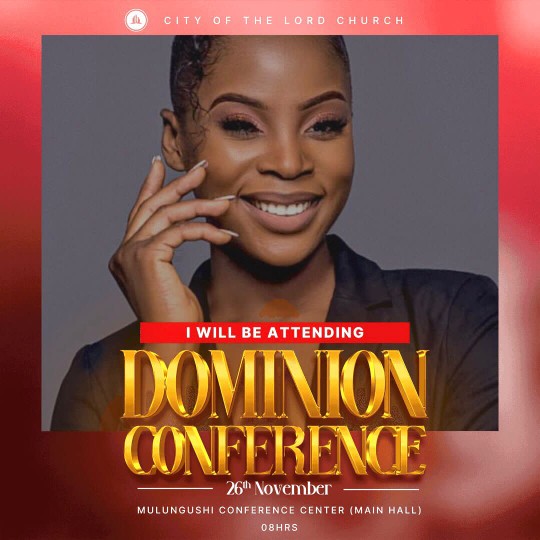 CITY OF THE LORD CHURCH
I WILL BE ATTENDING
DOMINION
CONFERENCE
26th November
MULUNGUSHI CONFERENCE CENTER (MAIN HALL)
08HRS